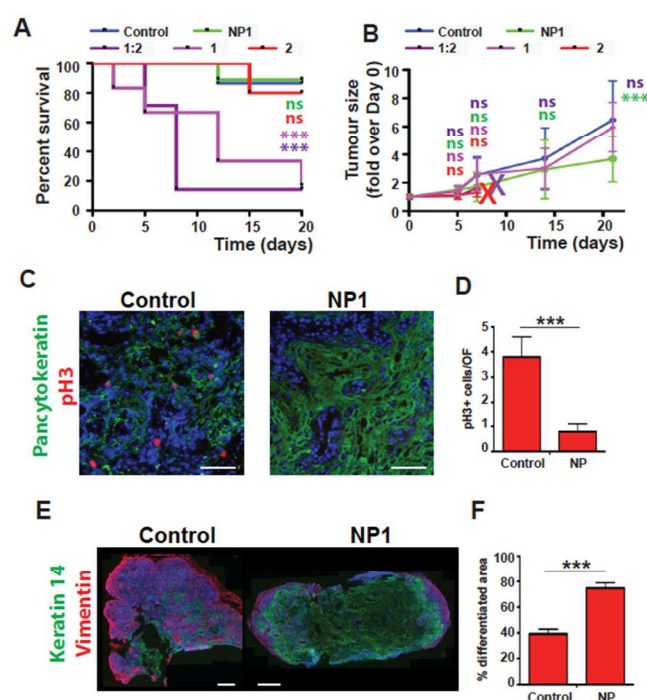 A
Control NP1
1:2 1 2
Percent survival
100
80
60
40
20
0
ns
ns
***
***
0 5 10 15 20
Time (days)
B
Control NP1
1:2 1 2
Tumour size
(fold over Day 0)
10
8
6
4
2
0
ns
ns
ns
ns
ns
ns
ns
ns
ns
ns
ns
***
X X
0 5 10 15 20
Time (days)
C
Control NP1
Pancytokeratin
pH3
D
pH3+ cells/OF
5
4
3
2
1
0
***
Control NP
E
Control NP1
Keratin 14
Vimentin
F
% differentiated area
100
80
60
40
20
0
***
Control NP